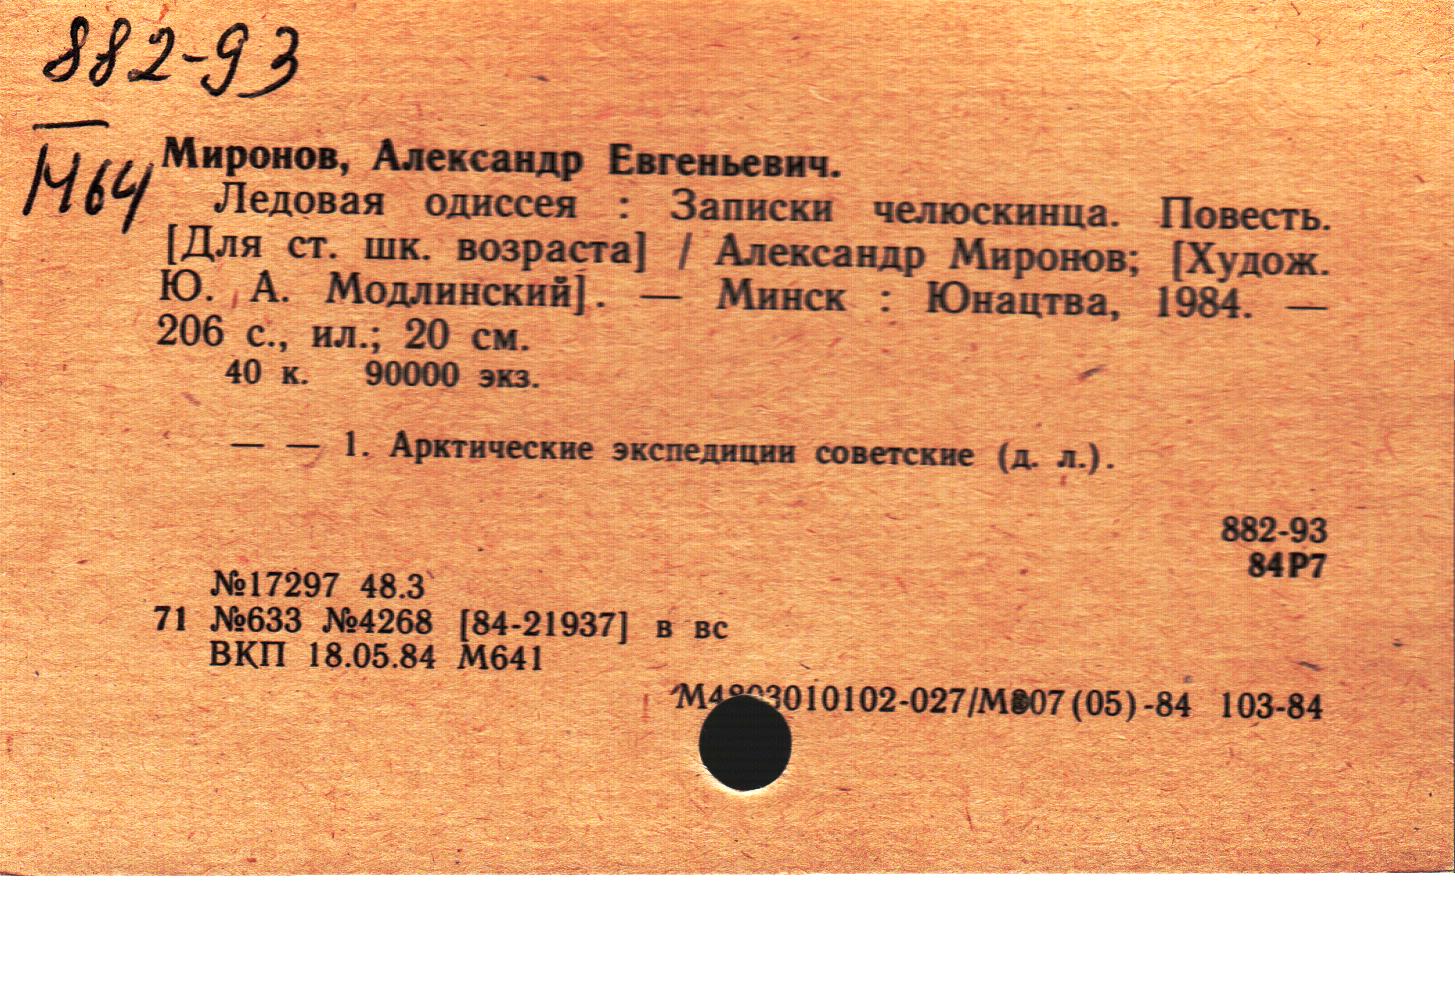 882-93
М64
Миронов, Александр Евгеньевич.
Ледовая одиссея : Записки челюскинца. Повесть.
[Для ст. шк. возраста] / Александр Миронов; [Худож.
Ю. А. Модлинский]. — Минск : Юнацтва, 1984. —
206 с., ил.; 20 см.
40 к. 90000 экз.
— — 1. Арктические экспедиции советские (д. л.).
882-93
84Р7
№17297 48.3
71 №633 №4268 [84-21937] в вс
ВКП 18.05.84 М641
103-84